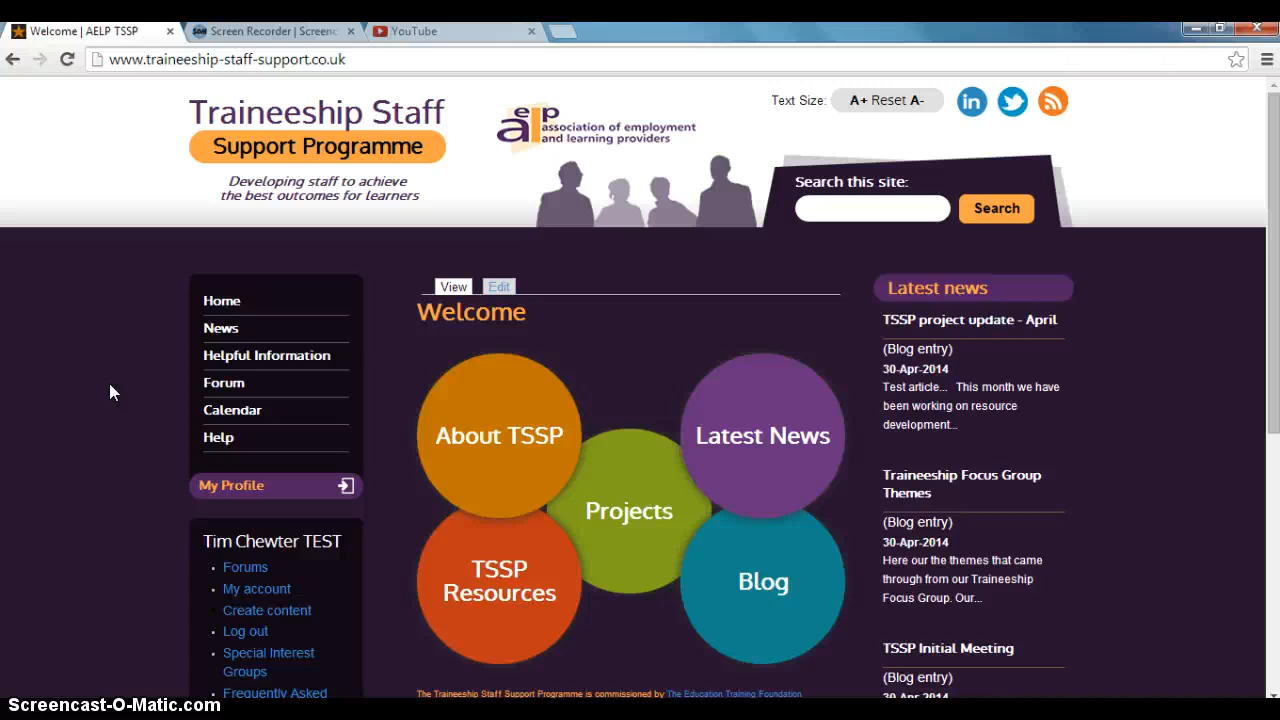 Welcome | AELP TSSP
Screen Recorder | Screenc
YouTube
www.traineeship-staff-support.co.uk
Traineeship Staff
Support Programme
Developing staff to achieve
the best outcomes for learners
aelp
association of employment
and learning providers
Text Size:
A+ Reset A-
in
Search this site:
Search
Home
News
Helpful Information
Forum
Calendar
Help
My Profile
Tim Chewter TEST
Forums
My account
Create content
Log out
Special Interest
Groups
Frequently Asked
View
Edit
Welcome
About TSSP
Latest News
Projects
TSSP
Resources
Blog
The Traineeship Staff Support Programme is commissioned by The Education Training Foundation
Latest news
TSSP project update - April
(Blog entry)
30-Apr-2014
Test article... This month we have
been working on resource
development...
Traineeship Focus Group
Themes
(Blog entry)
30-Apr-2014
Here our the themes that came
through from our Traineeship
Focus Group. Our...
TSSP Initial Meeting
(Blog entry)
30-Apr-2014
Screencast-O-Matic.com